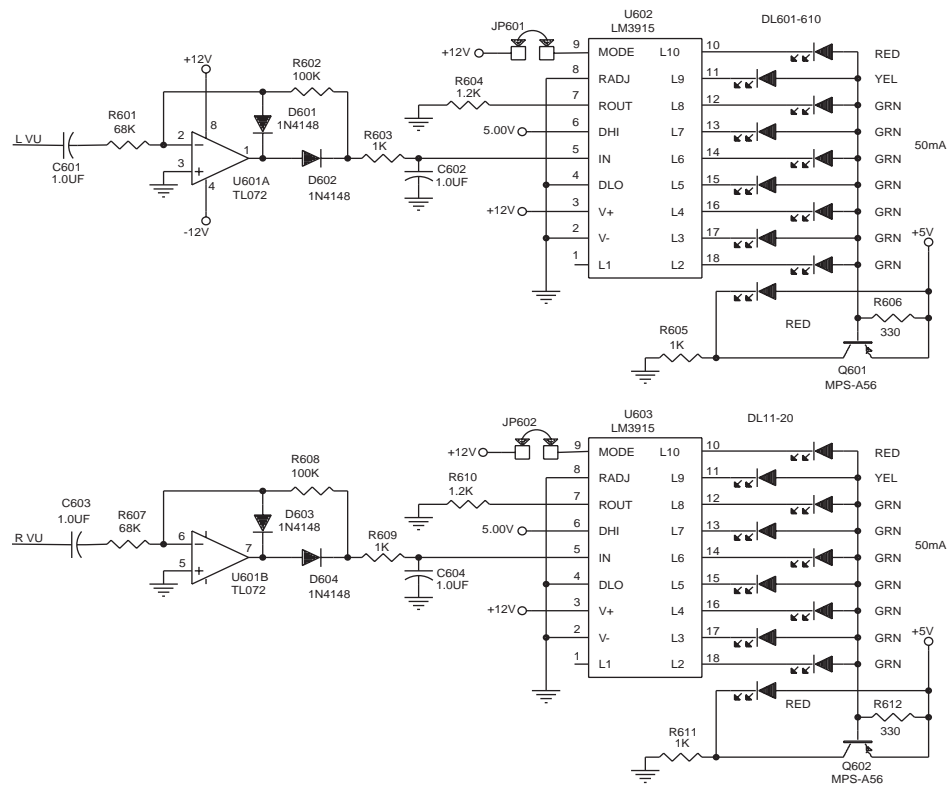 U602
LM3915
DL601-610
JP601
+12V
9 MODE L10 10 RED
8 RADJ L9 11 YEL
7 ROUT L8 12 GRN
6 DHI L7 13 GRN
5 IN L6 14 GRN
4 DLO L5 15 GRN
3 V+ L4 16 GRN
2 V- L3 17 GRN
1 L1 L2 18 GRN
50mA
+5V
R604
1.2K
5.00V
+12V
+12V
R602
100K
D601
1N4148
R601
68K
L VU
C601
1.0UF
2
3
8
4
1
-
+
U601A
TL072
-12V
D602
1N4148
R603
1K
C602
1.0UF
RED
R606
330
R605
1K
Q601
MPS-A56
U603
LM3915
DL11-20
JP602
+12V
9 MODE L10 10 RED
8 RADJ L9 11 YEL
7 ROUT L8 12 GRN
6 DHI L7 13 GRN
5 IN L6 14 GRN
4 DLO L5 15 GRN
3 V+ L4 16 GRN
2 V- L3 17 GRN
1 L1 L2 18 GRN
50mA
+5V
R610
1.2K
5.00V
+12V
R608
100K
D603
1N4148
C603
1.0UF
R607
68K
R VU
6
5
7
-
+
U601B
TL072
D604
1N4148
R609
1K
C604
1.0UF
RED
R612
330
R611
1K
Q602
MPS-A56